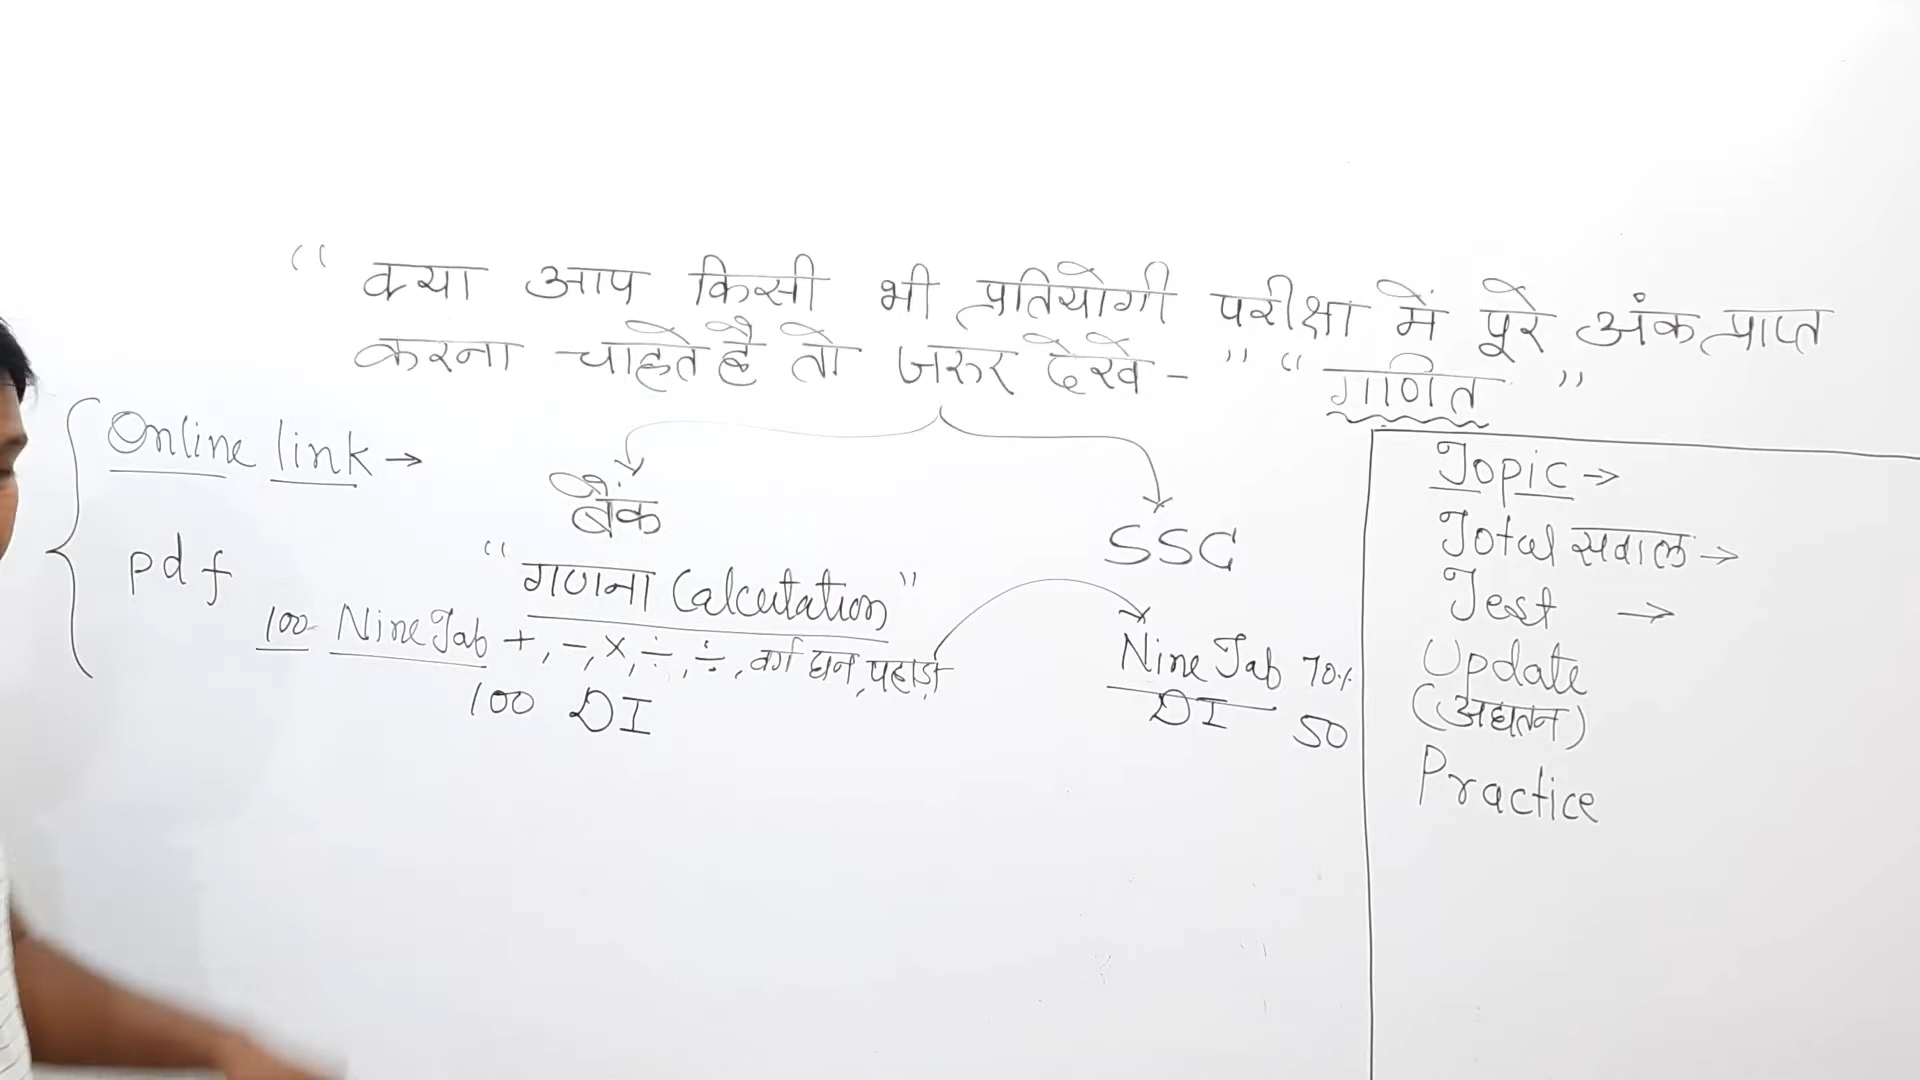 “ क्या आप किसी भी प्रतियोगी परीक्षा में पूरे अंक प्राप्त
करना चाहते है तो जरुर देखे - ” “ गणित ”
Online link →
pdf
बैंक
SSC
“ गणना Calculation ”
100 Nine Tab +, -, ×, ÷, ÷, वर्ग घन, पहाड़ा
100 DI
Nine Tab 70%
DI 50
Topic →
Total सवाल →
Test →
Update
(अद्यतन)
Practice